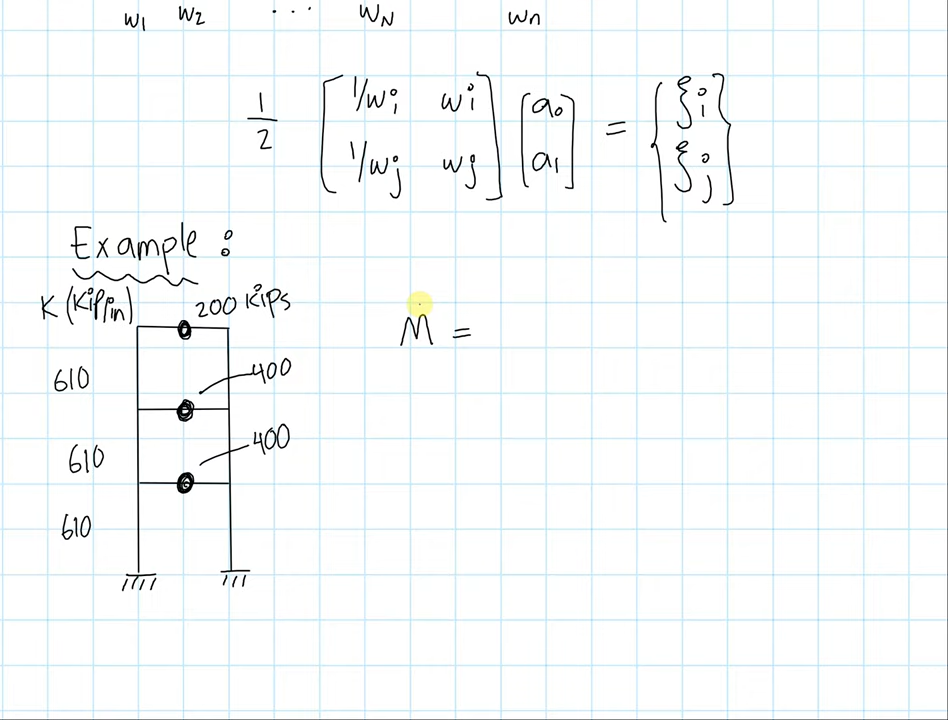 w1 w2 ... wN wn
1/2 [1/wi wi 1/wj wj] [a0 a1] = {ξi ξj}
Example :
K (Kip/in) 200 Kips
M =
610 400
610 400
610